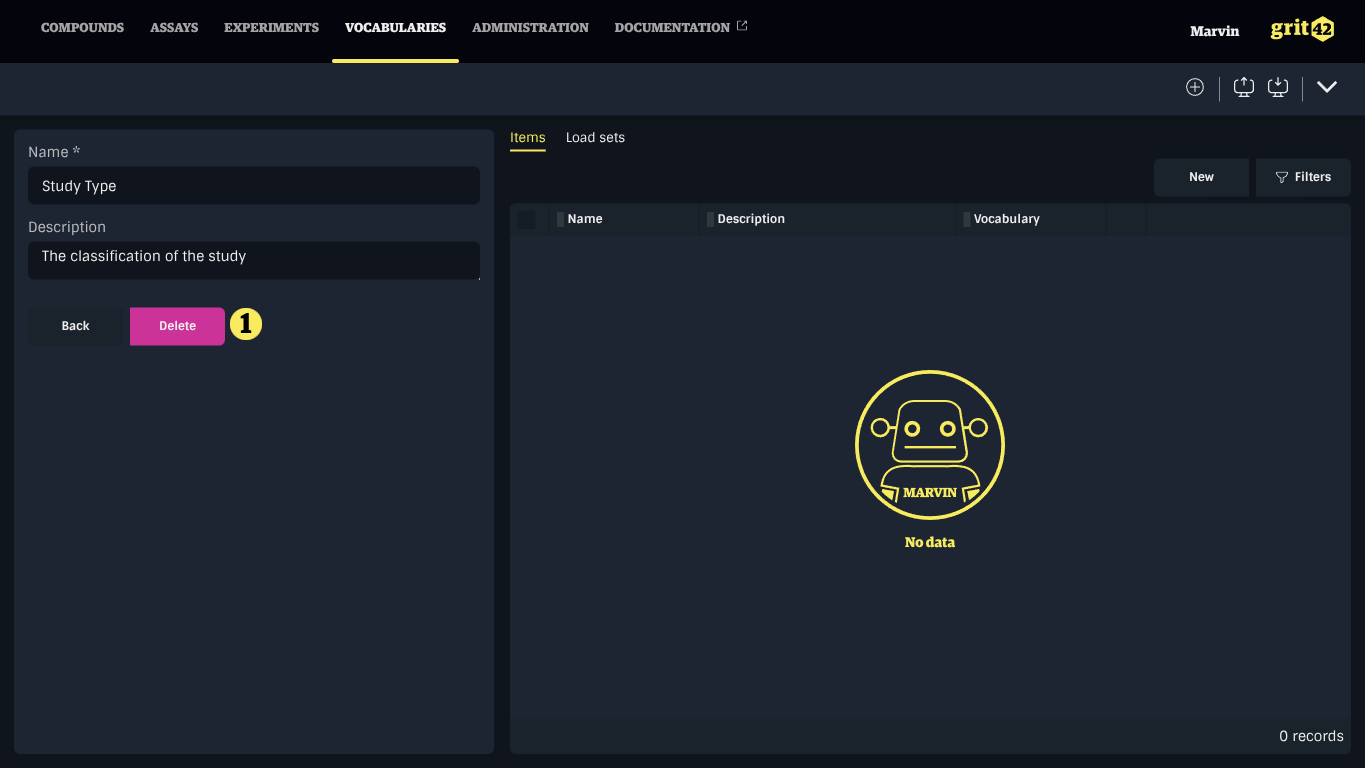 COMPOUNDS ASSAYS EXPERIMENTS VOCABULARIES ADMINISTRATION DOCUMENTATION
Marvin
grit42
Name *
Study Type
Description
The classification of the study
Back Delete 1
Items Load sets
New Filters
Name Description Vocabulary
MARVIN
No data
0 records